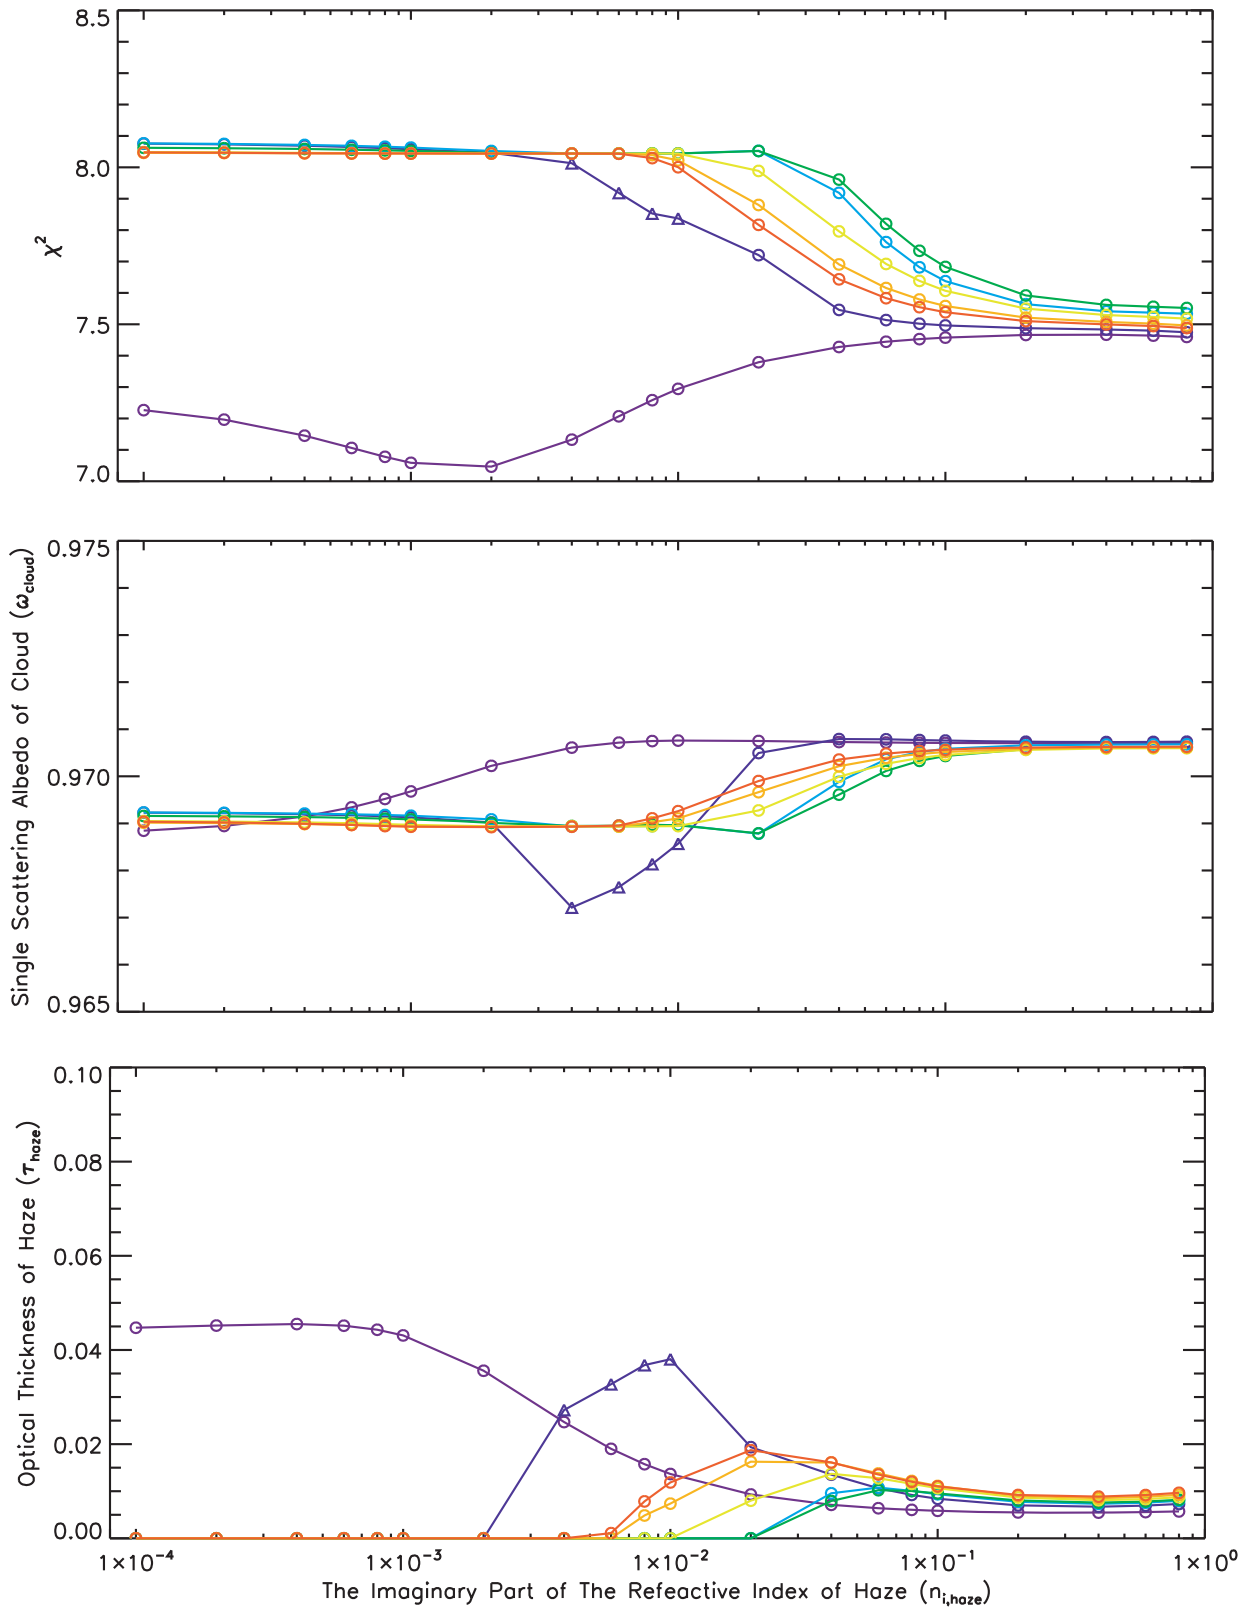 8.5
8.0
7.5
7.0
χ²
0.975
0.970
0.965
Single Scattering Albedo of Cloud (ω_cloud)
0.10
0.08
0.06
0.04
0.02
0.00
Optical Thickness of Haze (τ_haze)
1×10⁻⁴ 1×10⁻³ 1×10⁻² 1×10⁻¹ 1×10⁰
The Imaginary Part of The Refeactive Index of Haze (n_i,haze)